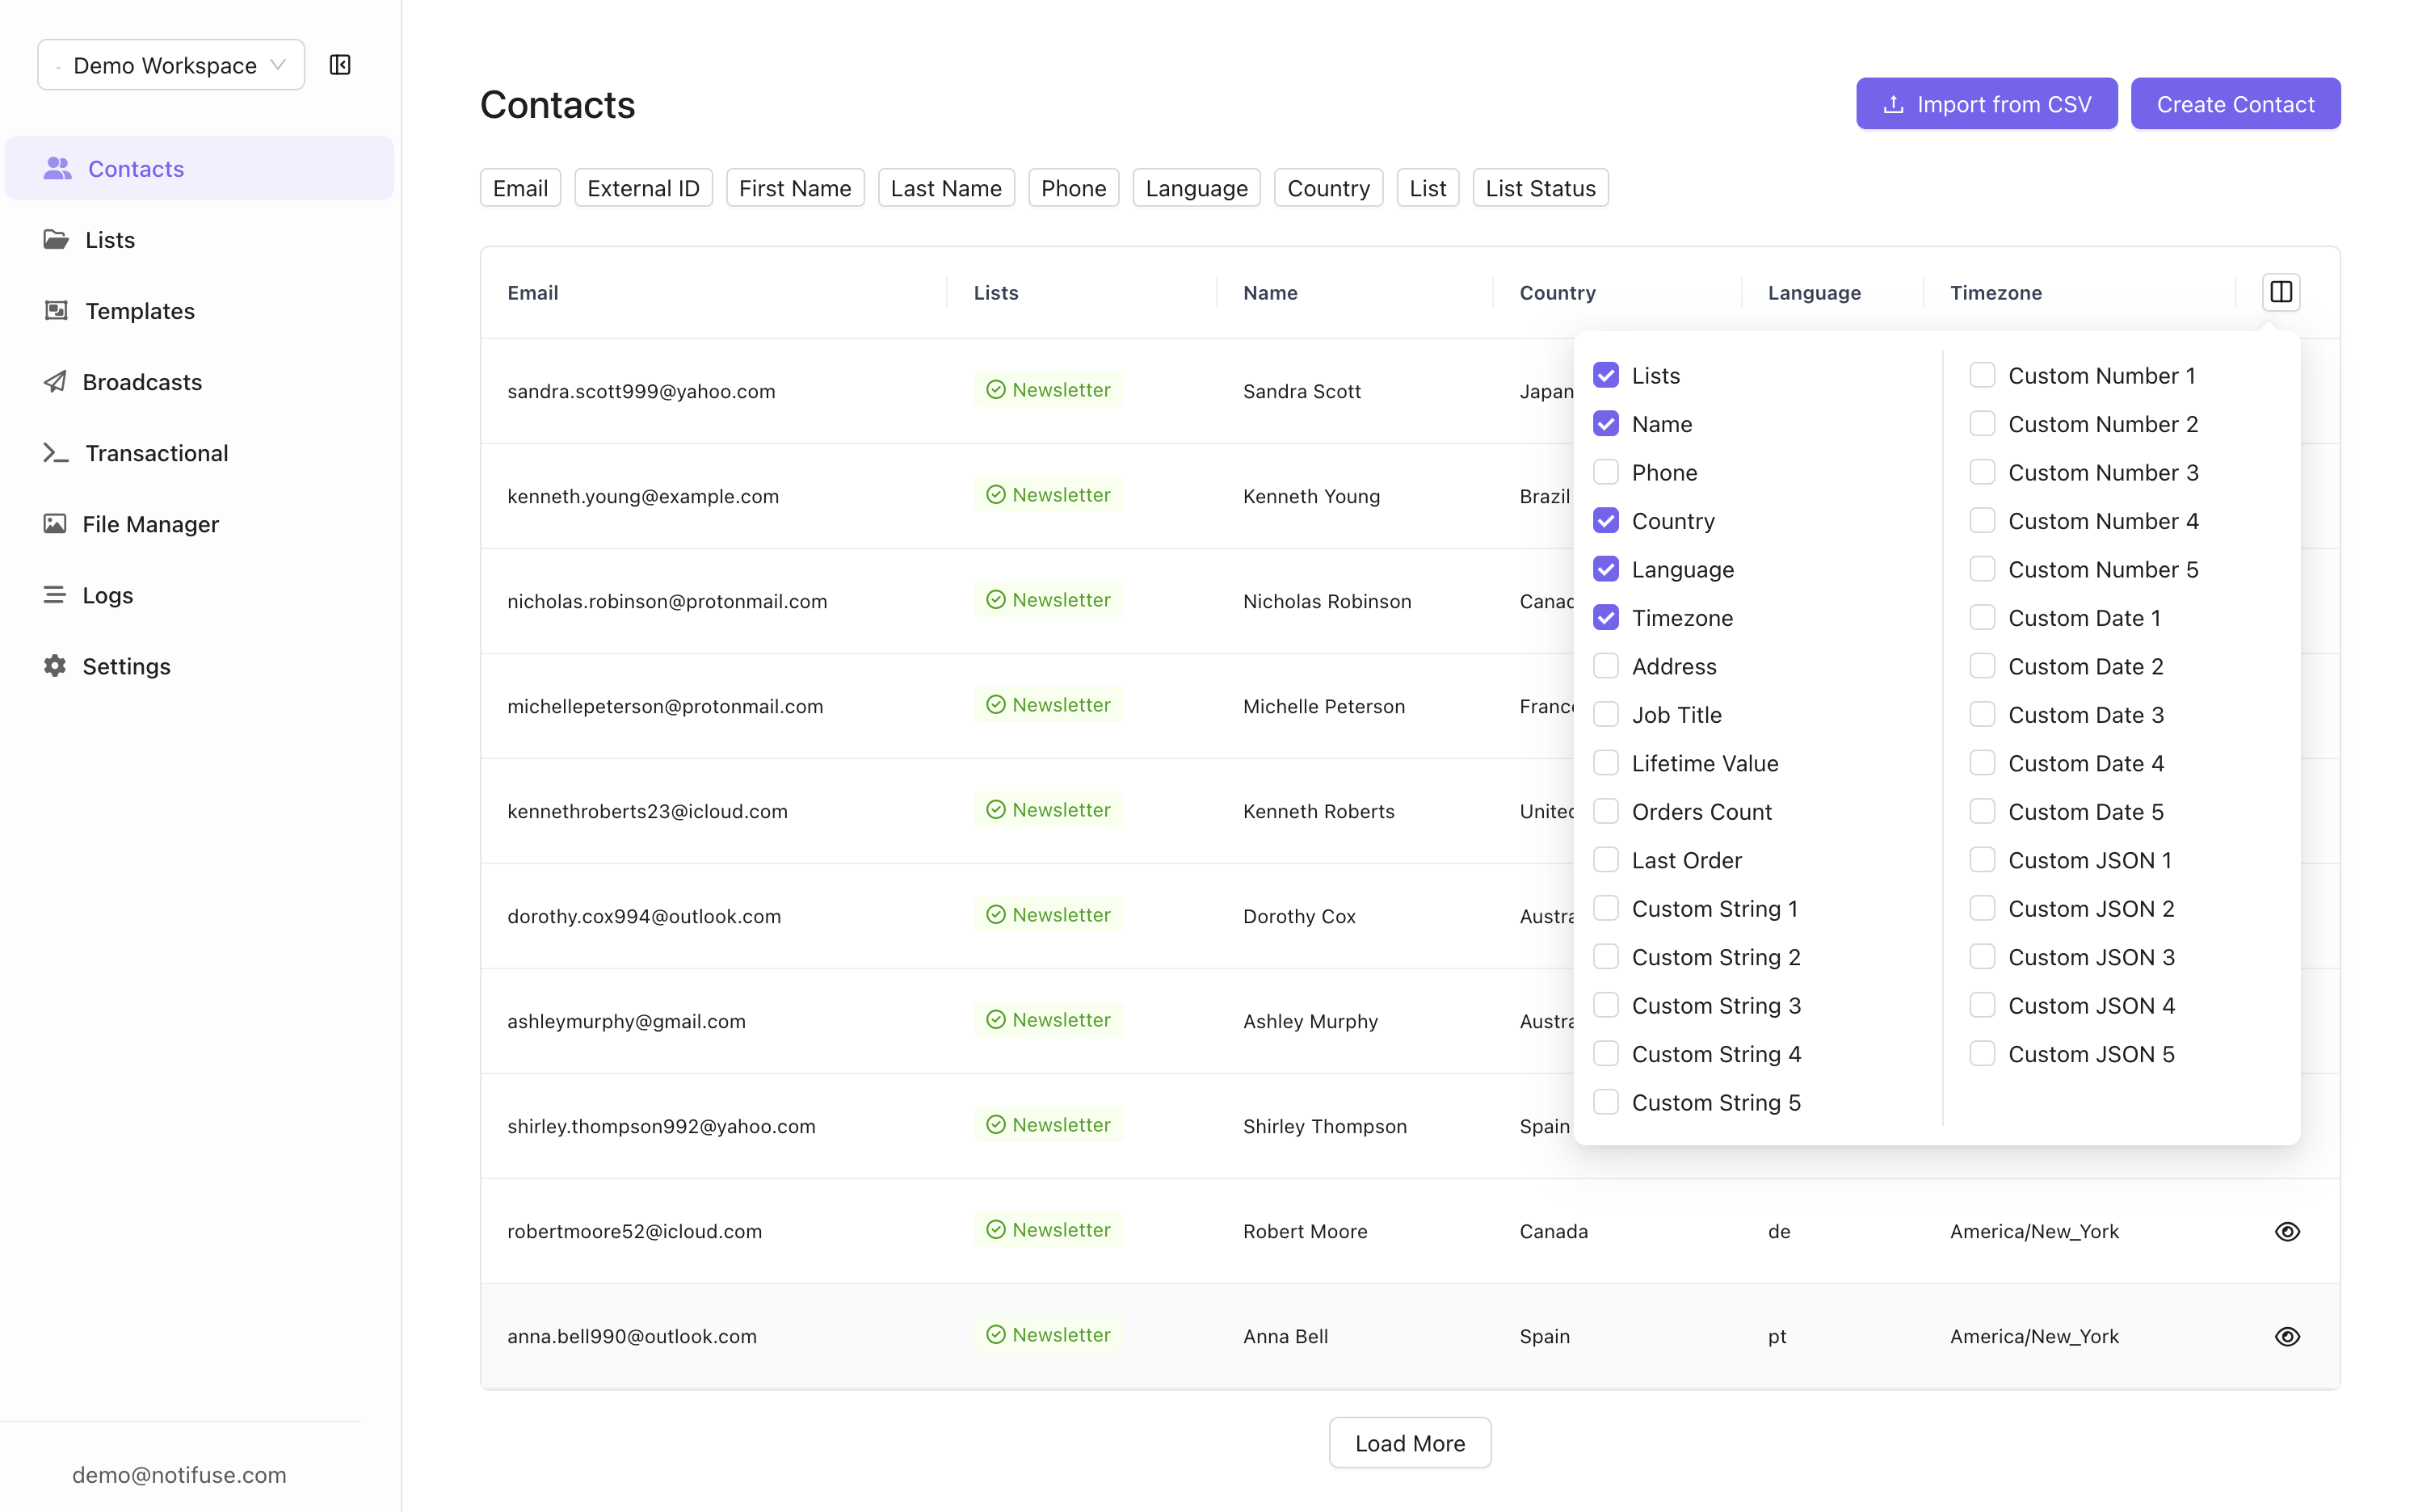 Demo Workspace
Contacts
Lists
Templates
Broadcasts
Transactional
File Manager
Logs
Settings
demo@notifuse.com
Contacts
Import from CSV
Create Contact
Email External ID First Name Last Name Phone Language Country List List Status
Email Lists Name Country Language Timezone
sandra.scott999@yahoo.com Newsletter Sandra Scott Japan
kenneth.young@example.com Newsletter Kenneth Young Brazil
nicholas.robinson@protonmail.com Newsletter Nicholas Robinson Canad
michellepeterson@protonmail.com Newsletter Michelle Peterson Franc
kennethroberts23@icloud.com Newsletter Kenneth Roberts United
dorothy.cox994@outlook.com Newsletter Dorothy Cox Austra
ashleymurphy@gmail.com Newsletter Ashley Murphy Austra
shirley.thompson992@yahoo.com Newsletter Shirley Thompson Spain
robertmoore52@icloud.com Newsletter Robert Moore Canada de America/New_York
anna.bell990@outlook.com Newsletter Anna Bell Spain pt America/New_York
Lists
Name
Phone
Country
Language
Timezone
Address
Job Title
Lifetime Value
Orders Count
Last Order
Custom String 1
Custom String 2
Custom String 3
Custom String 4
Custom String 5
Custom Number 1
Custom Number 2
Custom Number 3
Custom Number 4
Custom Number 5
Custom Date 1
Custom Date 2
Custom Date 3
Custom Date 4
Custom Date 5
Custom JSON 1
Custom JSON 2
Custom JSON 3
Custom JSON 4
Custom JSON 5
Load More